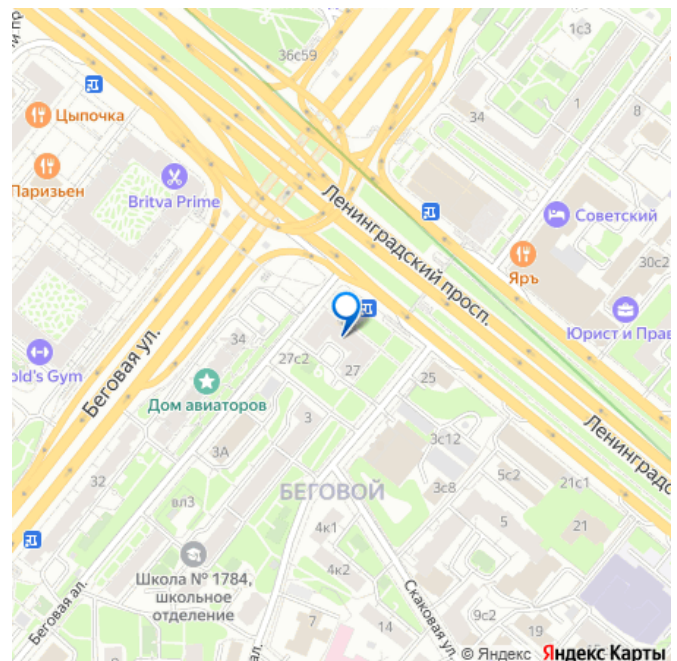 36с59
1с3
Цыпочка
34
1
8
Паризьен
Britva Prime
Ленинградский просп.
Советский
Яръ
30с2
Юрист и Прав
34
Беговая ул.
old's Gym
27с2
27
25
Дом авиаторов
3
3А
3с12
Ленинградс
32
вл3
БЕГОВОЙ
3с8
5с2
21с1
5
21
4к1
Школа № 1784,
школьное
отделение
4к2
Беговая ал.
7
14
Скаковая ул.
9с2
19
ал.
© Яндекс Яндекс Карты